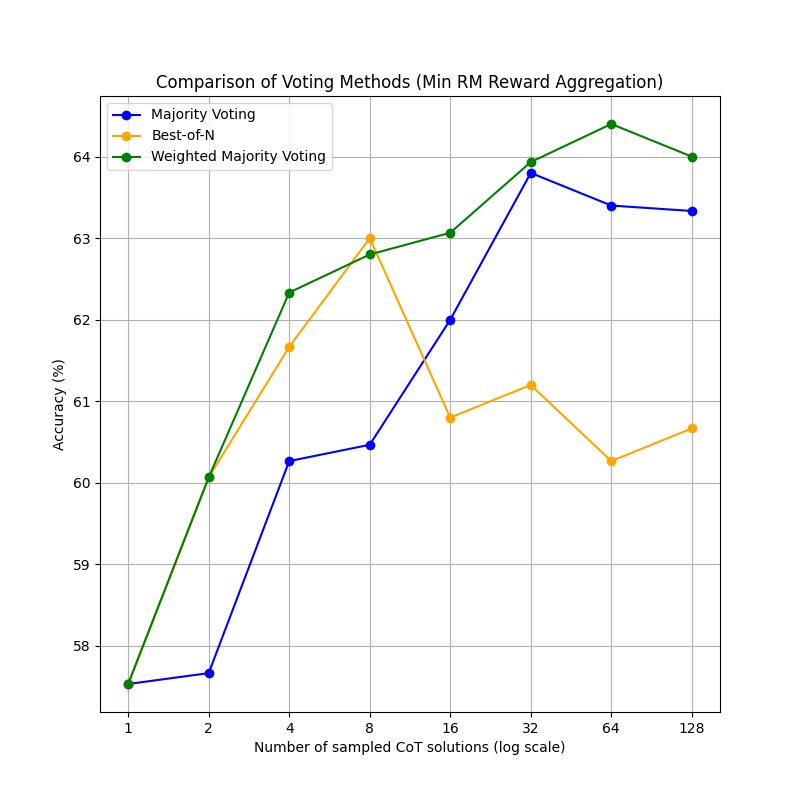 Comparison of Voting Methods (Min RM Reward Aggregation)
Majority Voting
Best-of-N
Weighted Majority Voting
Accuracy (%)
64
63
62
61
60
59
58
1 2 4 8 16 32 64 128
Number of sampled CoT solutions (log scale)